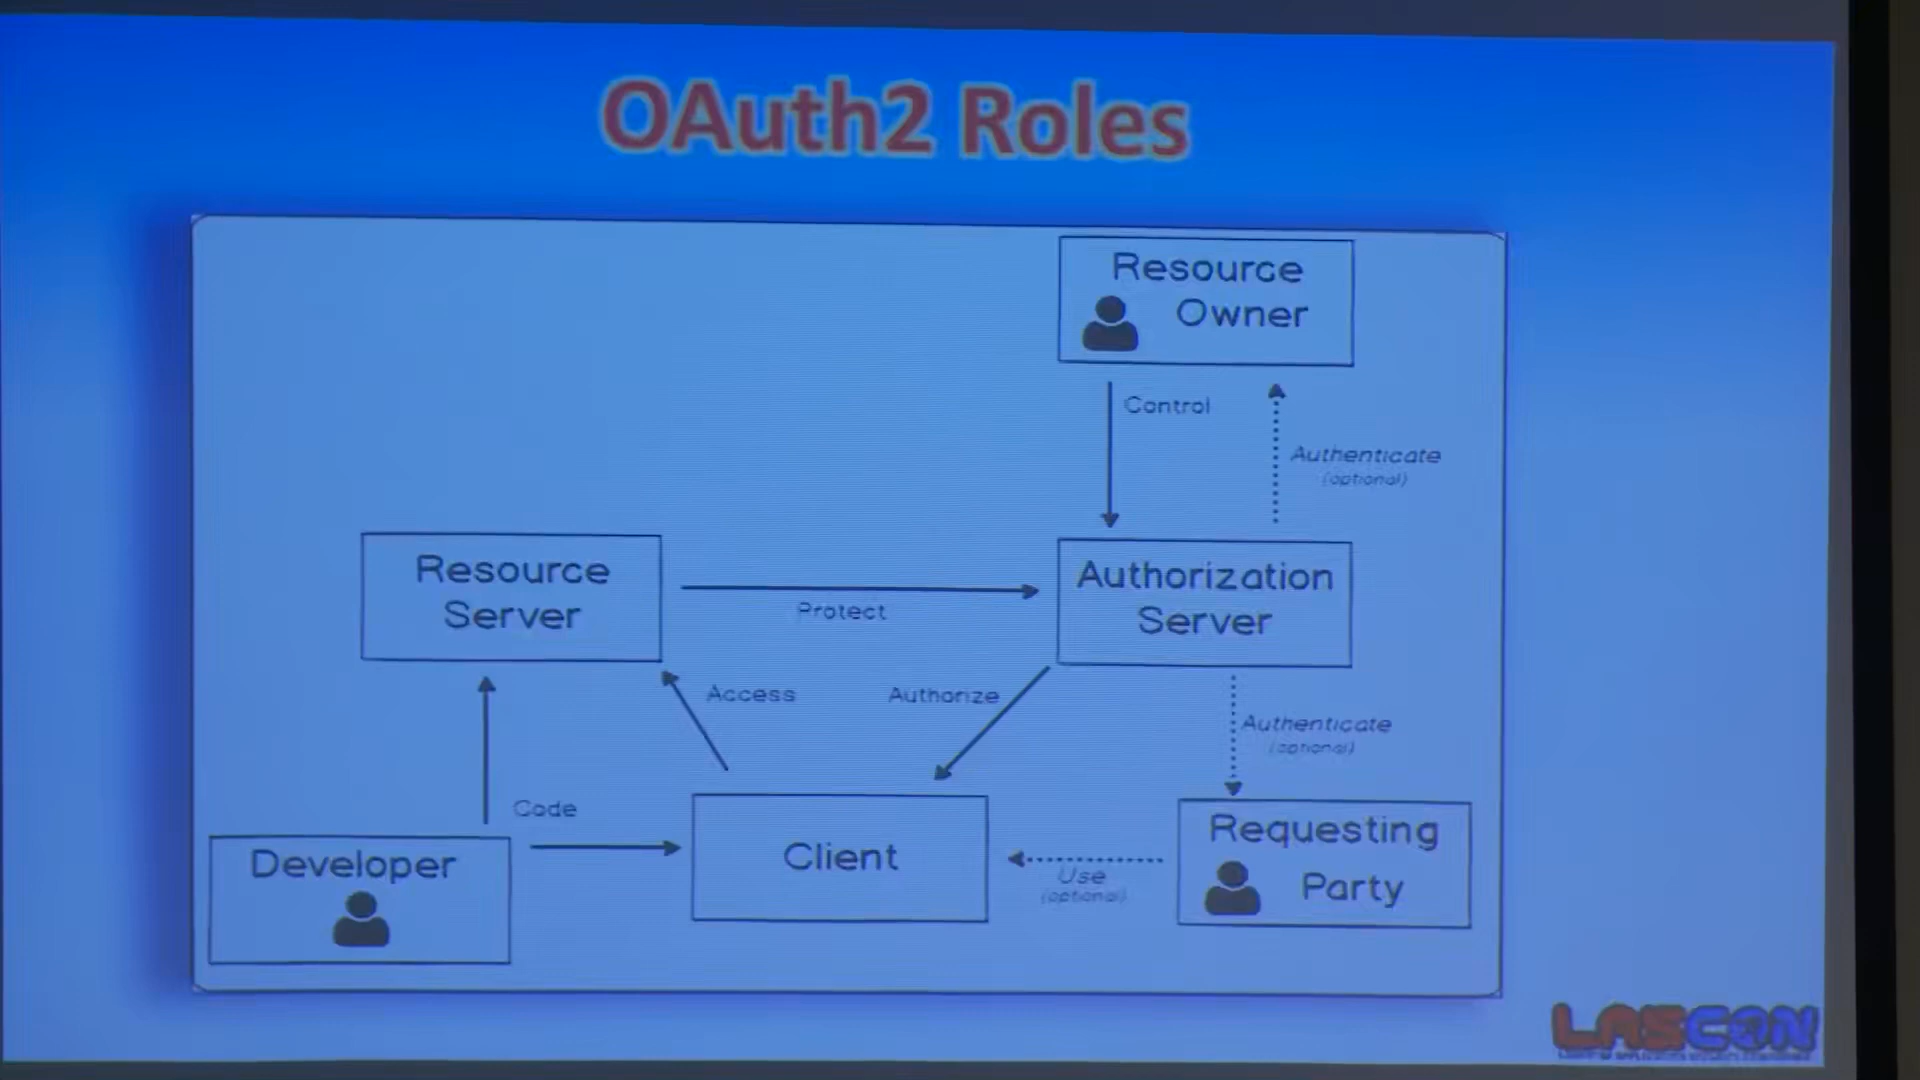 OAuth2 Roles
Resource
Owner
Control
Authenticate
(optional)
Resource
Server
Protect
Authorization
Server
Access
Authorize
Authenticate
(optional)
Code
Developer
Client
Use
(optional)
Requesting
Party
LASCON